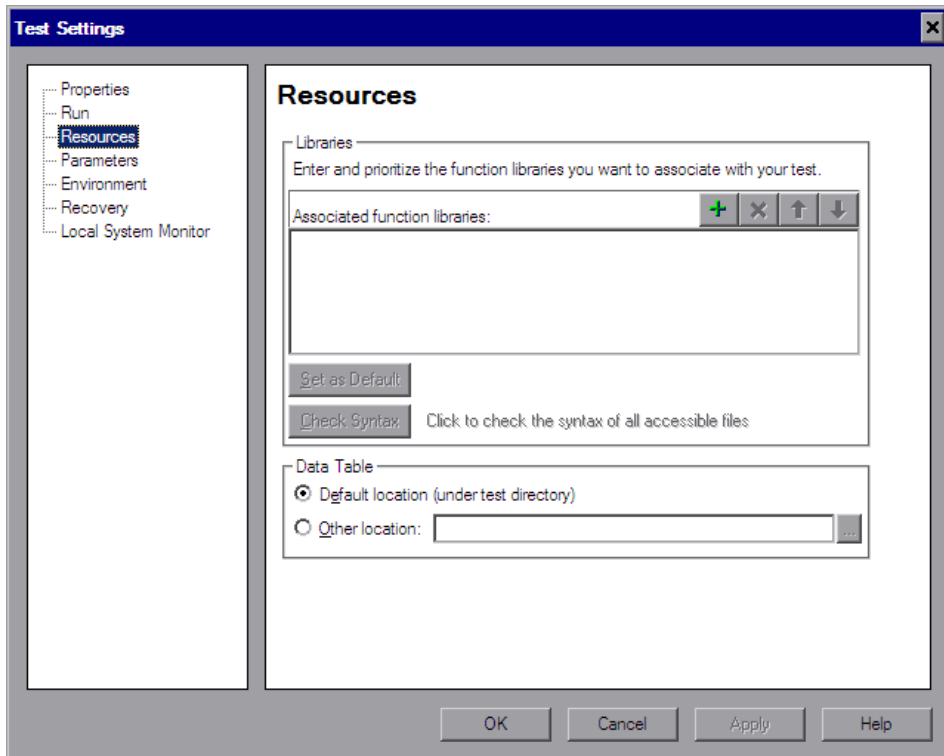 Test Settings
Properties
Run
Resources
Parameters
Environment
Recovery
Local System Monitor
Resources
Libraries
Enter and prioritize the function libraries you want to associate with your test.
Associated function libraries:
Set as Default
Check Syntax Click to check the syntax of all accessible files
Data Table
Default location (under test directory)
Other location: ...
OK Cancel Apply Help